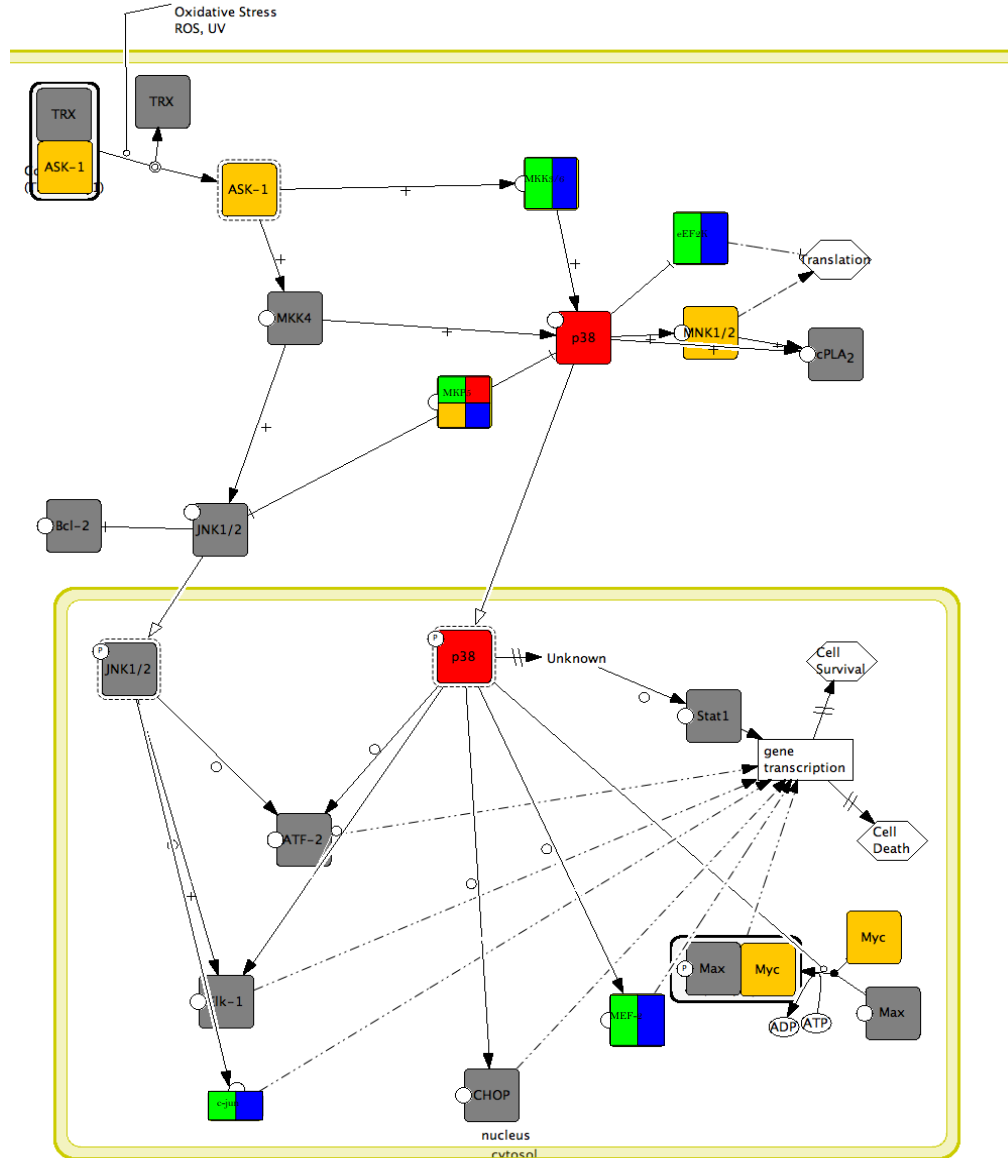 Oxidative Stress
ROS, UV
TRX
TRX
ASK-1
ASK-1
eEF2K
Translation
MKK4
p38
MNK1/2
cPLA2
Bcl-2
JNK1/2
P
JNK1/2
P
p38
Unknown
Cell
Survival
Stat1
gene
transcription
ATF-2
Cell
Death
Myc
P
Max
Myc
Max
ADP
ATP
c-jun
CHOP
nucleus
cytosol